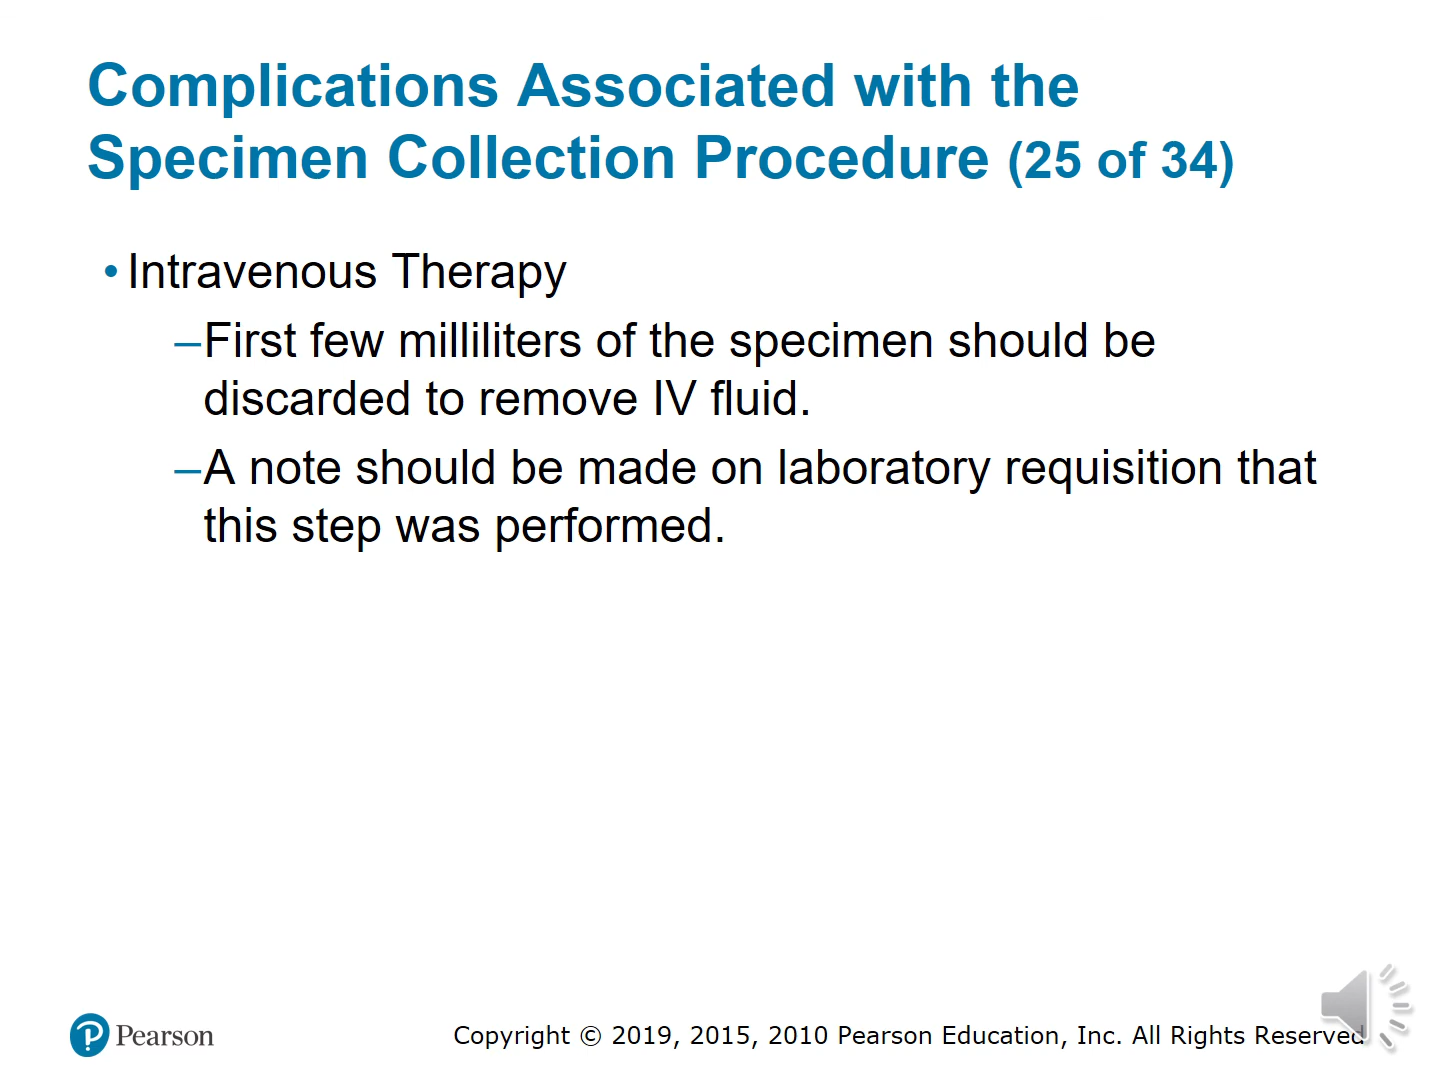 Complications Associated with the
Specimen Collection Procedure (25 of 34)
• Intravenous Therapy
–First few milliliters of the specimen should be
discarded to remove IV fluid.
–A note should be made on laboratory requisition that
this step was performed.
Pearson
Copyright © 2019, 2015, 2010 Pearson Education, Inc. All Rights Reserved